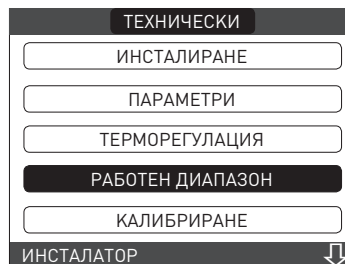 ТЕХНИЧЕСКИ
ИНСТАЛИРАНЕ
ПАРАМЕТРИ
ТЕРМОРЕГУЛАЦИЯ
РАБОТЕН ДИАПАЗОН
КАЛИБРИРАНЕ
ИНСТАЛАТОР